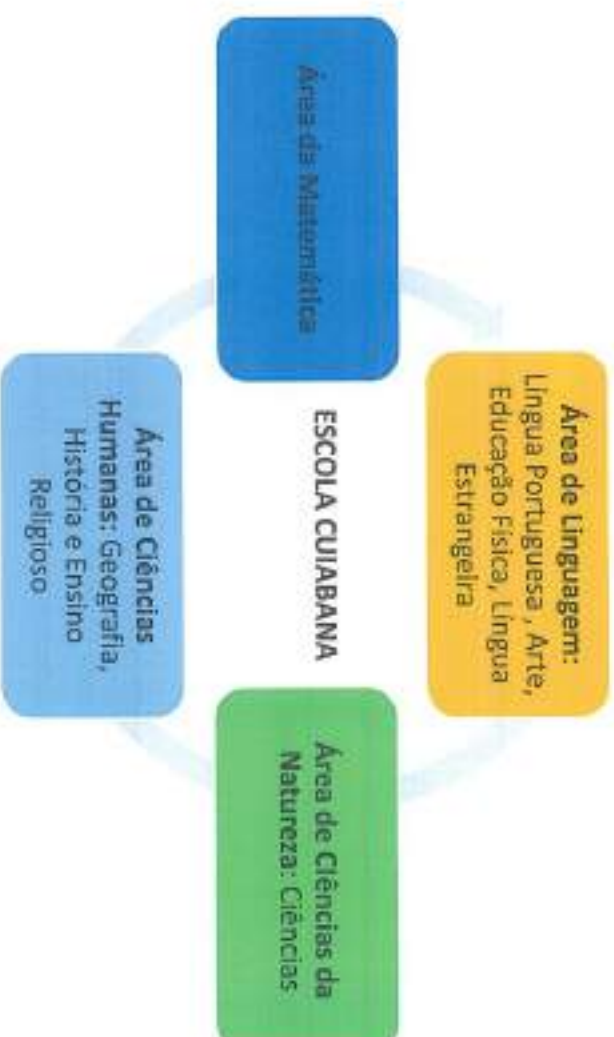 Área de Linguagem:
Língua Portuguesa, Arte,
Educação Física, Língua
Estrangeira
Área da Matemática
ESCOLA CUIABANA
Área de Ciências da
Natureza: Ciências
Área de Ciências
Humanas: Geografia,
História e Ensino
Religioso